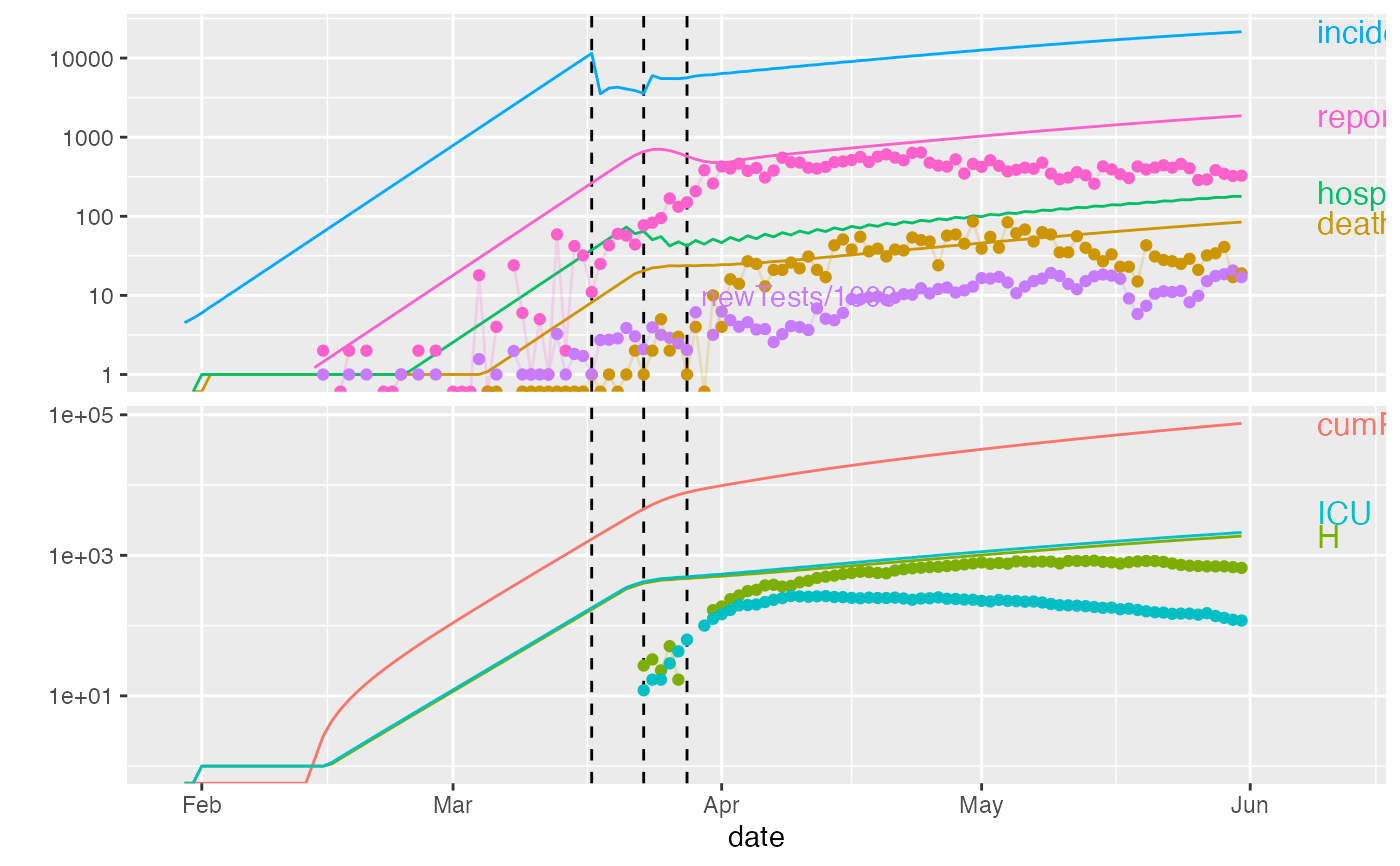 incid
10000
1000
repor
100
hosp
death
10
newTests/1000
1
1e+05
cumR
1e+03
ICU
H
1e+01
Feb Mar Apr May Jun
date